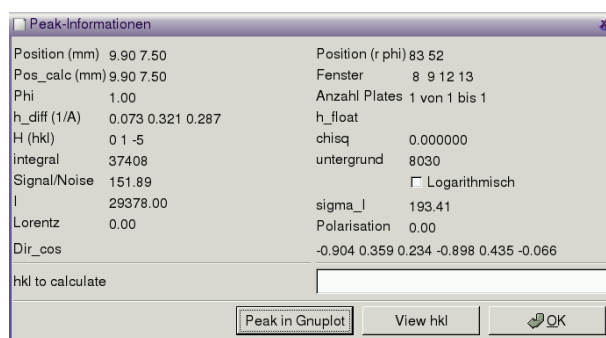 Peak-Informationen
Position (mm) 9.90 7.50 Position (r phi) 83 52
Pos_calc (mm) 9.90 7.50 Fenster 8 9 12 13
Phi 1.00 Anzahl Plates 1 von 1 bis 1
h_diff (1/A) 0.073 0.321 0.287 h_float
H (hkl) 0 1 -5 chisq 0.000000
integral 37408 untergrund 8030
Signal/Noise 151.89 Logarithmisch
I 29378.00 sigma_I 193.41
Lorentz 0.00 Polarisation 0.00
Dir_cos -0.904 0.359 0.234 -0.898 0.435 -0.066
hkl to calculate
Peak in Gnuplot View hkl OK